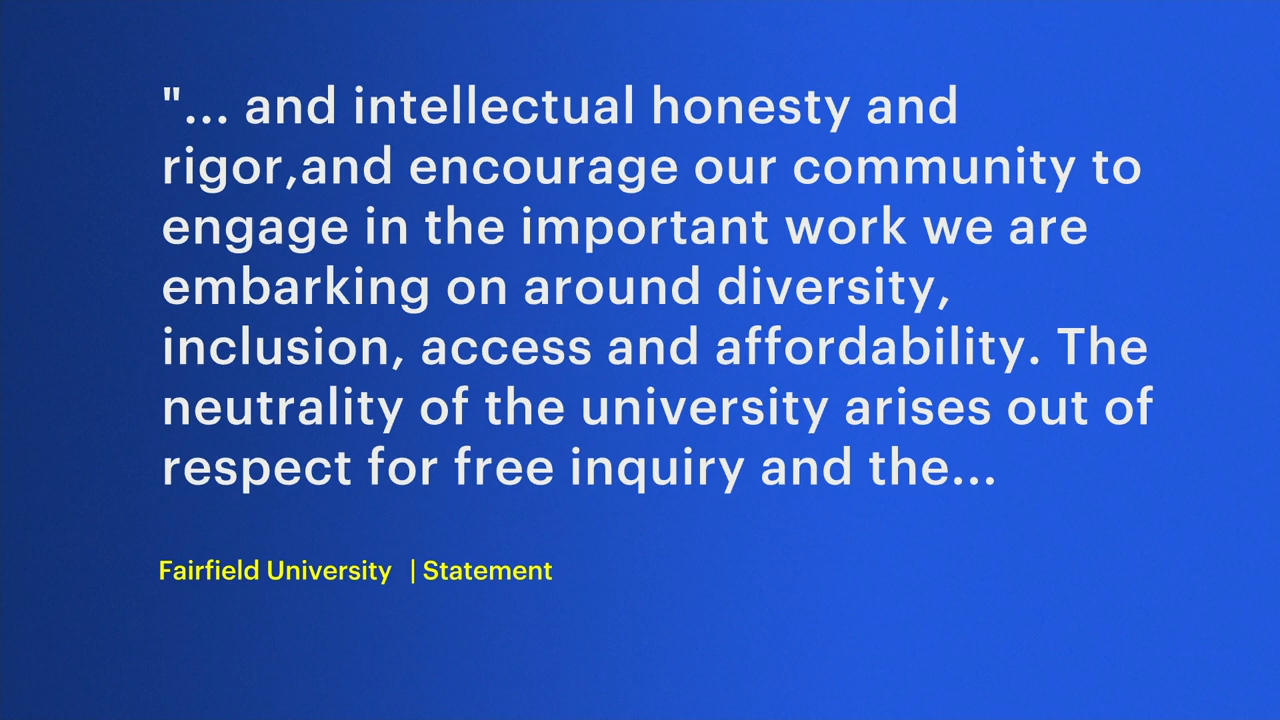 "... and intellectual honesty and
rigor,and encourage our community to
engage in the important work we are
embarking on around diversity,
inclusion, access and affordability. The
neutrality of the university arises out of
respect for free inquiry and the...
Fairfield University | Statement